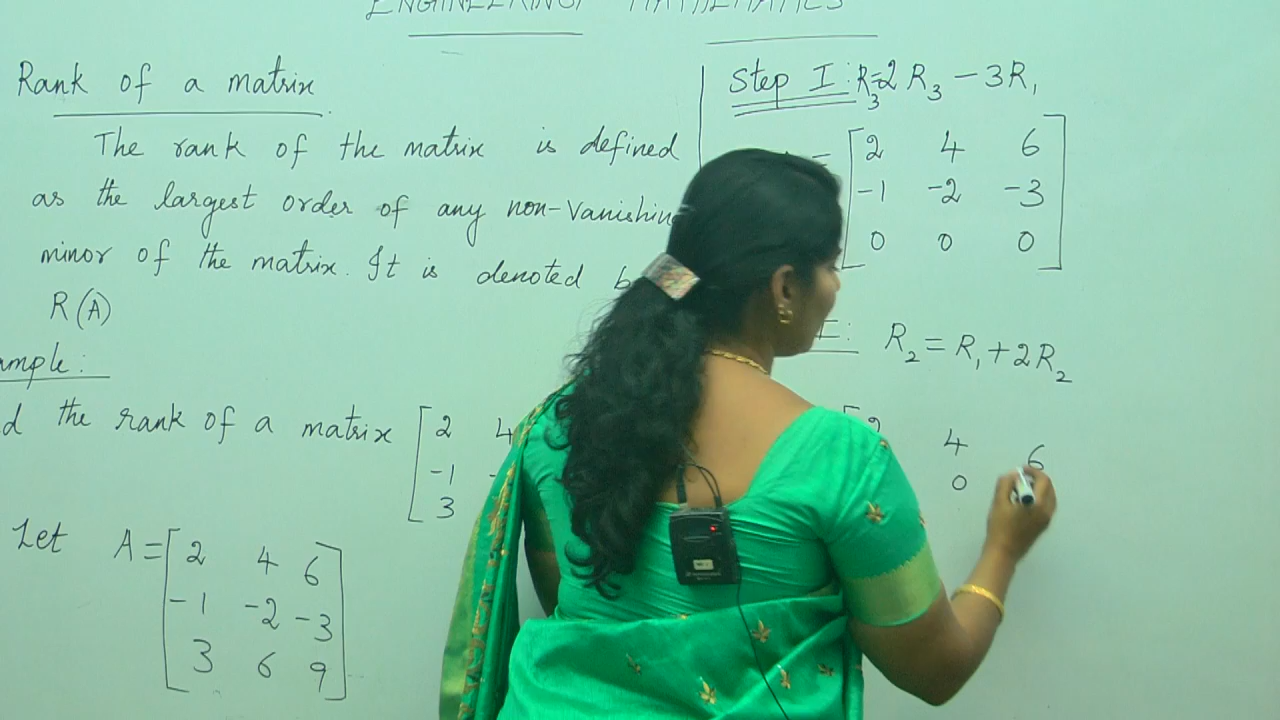 ENGINEERING MATHEMATICS
Rank of a matrix
The rank of the matrix is defined
as the largest order of any non-Vanishin
minor of the matrix. It is denoted b
R(A)
ample:
d the rank of a matrix [2 4
-1
3
Let A = [2 4 6
-1 -2 -3
3 6 9]
Step I: R₃=2R₃-3R₁
= [2 4 6
-1 -2 -3
0 0 0]
I: R₂=R₁+2R₂
[2 4 6
0